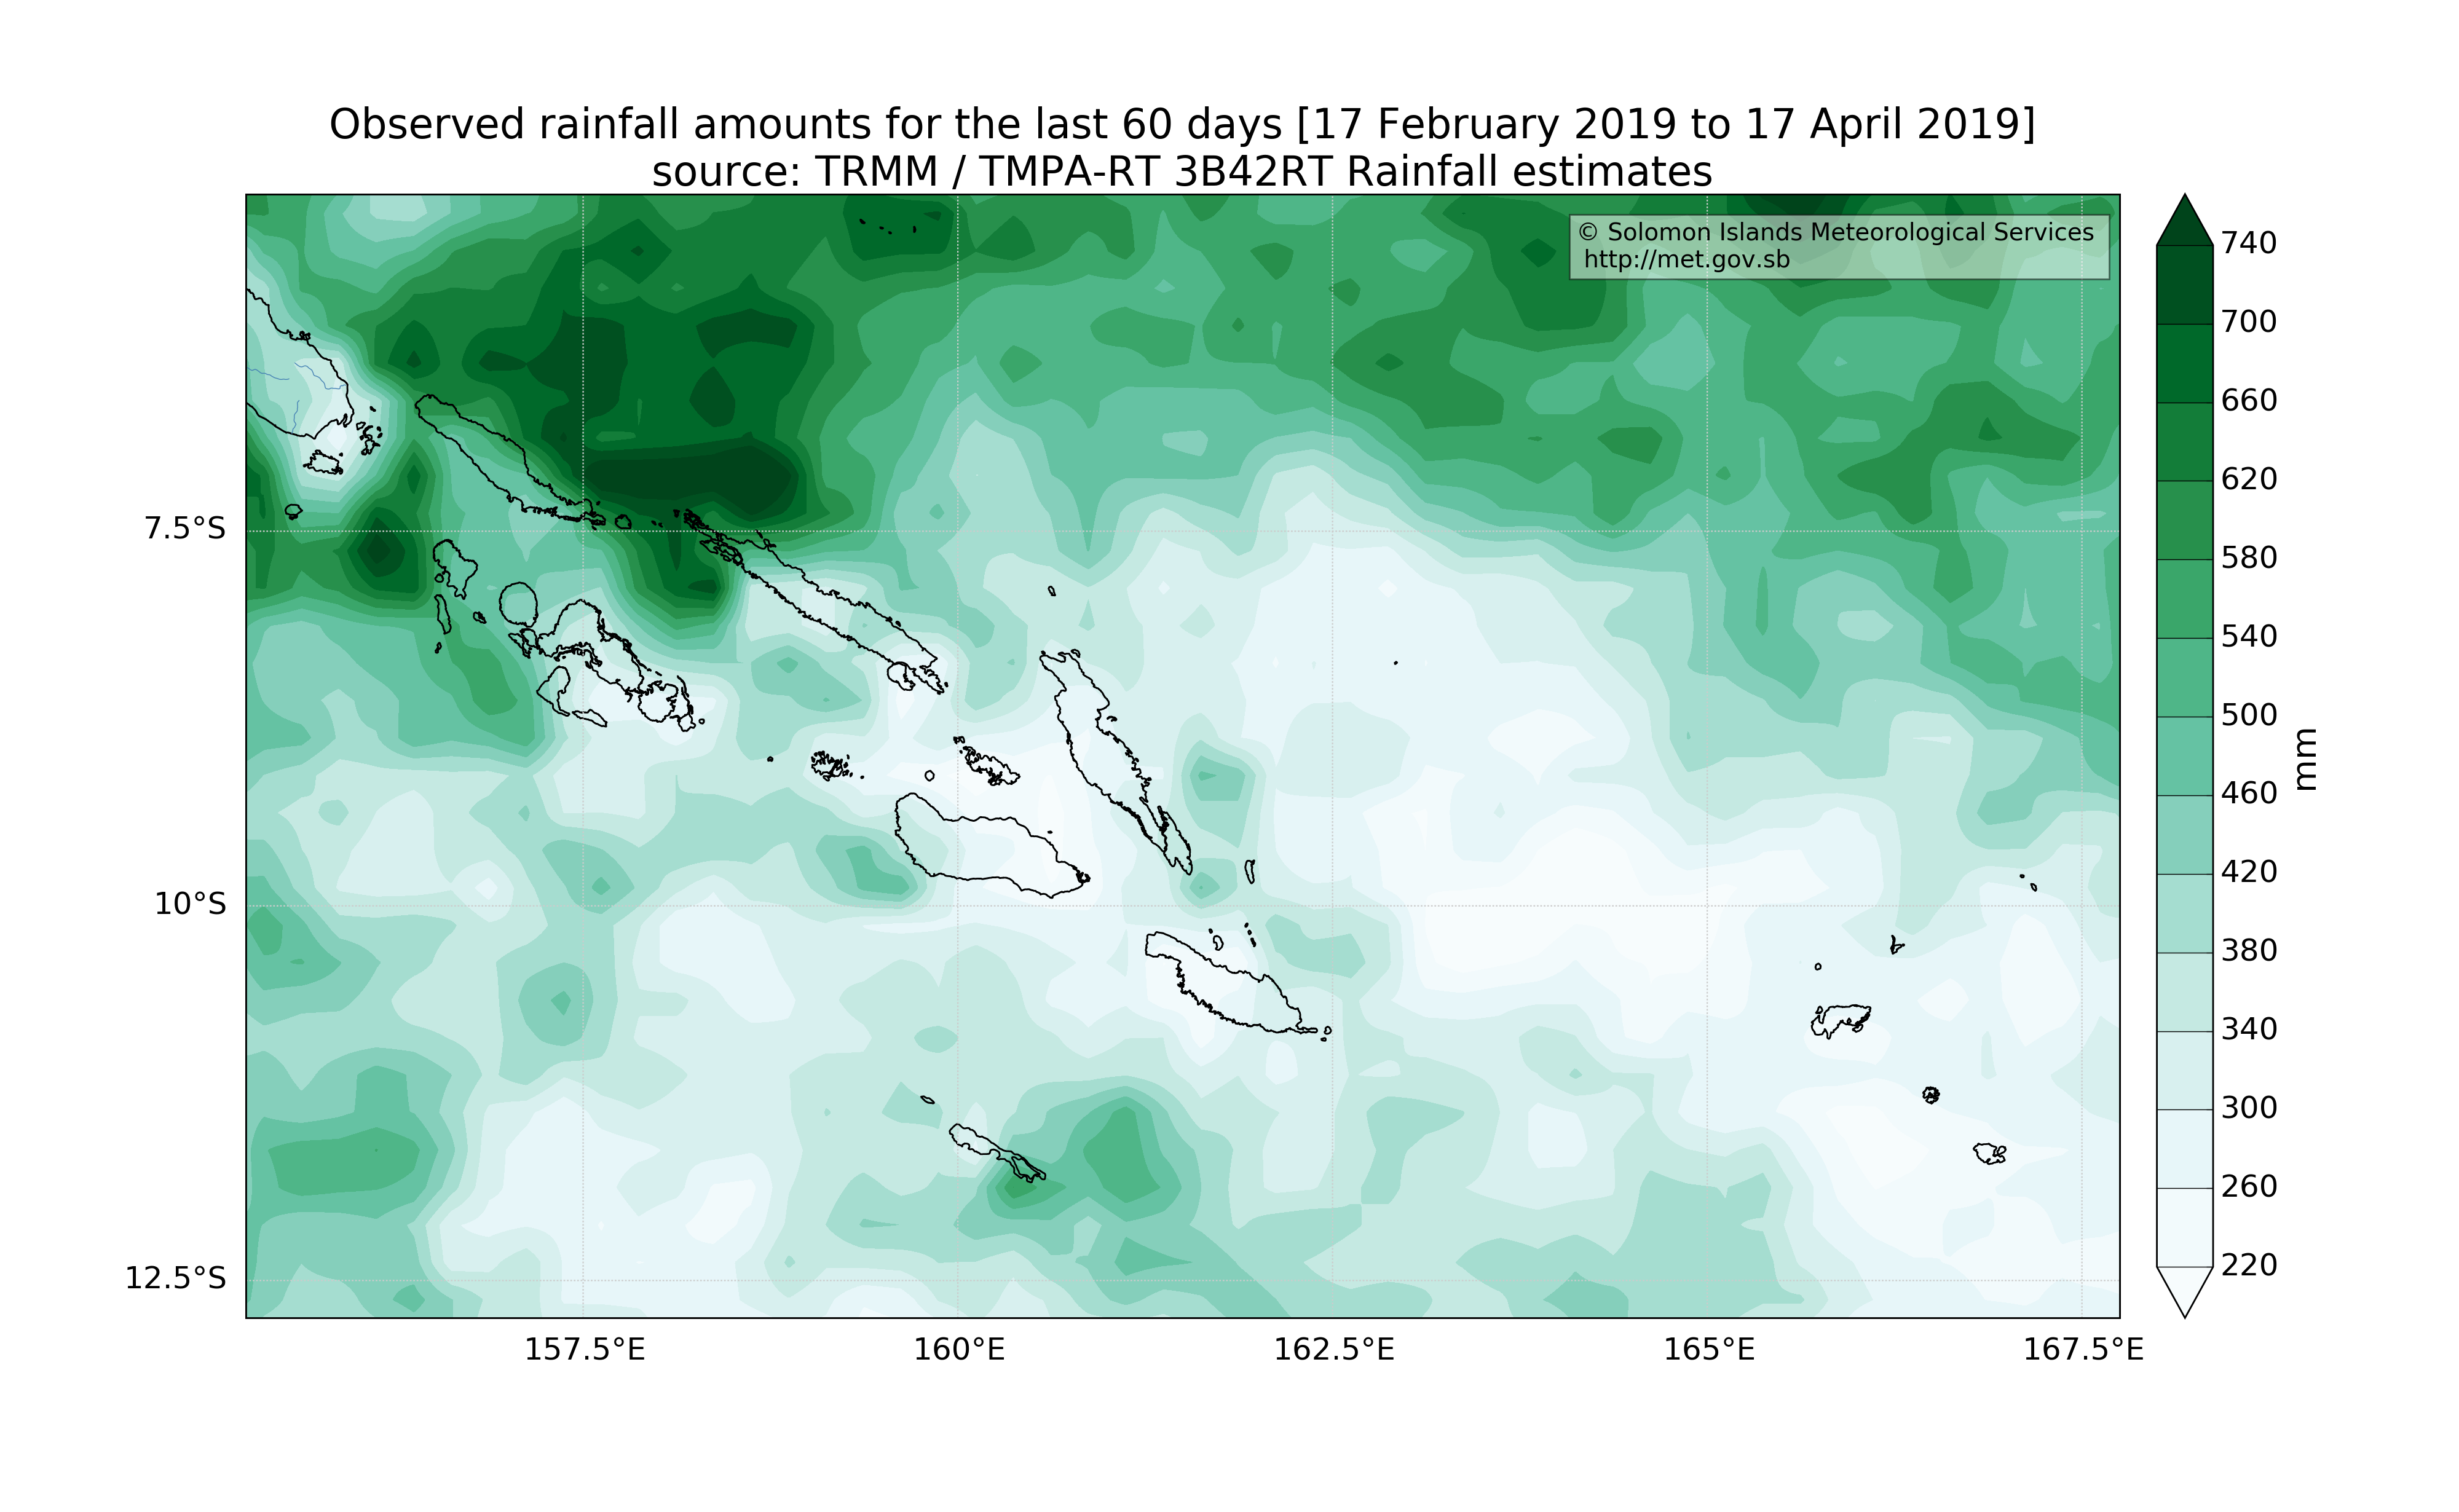 Observed rainfall amounts for the last 60 days [17 February 2019 to 17 April 2019]
source: TRMM / TMPA-RT 3B42RT Rainfall estimates
© Solomon Islands Meteorological Services
http://met.gov.sb
7.5°S
10°S
12.5°S
157.5°E
160°E
162.5°E
165°E
167.5°E
740
700
660
620
580
540
500
460
420
380
340
300
260
220
mm